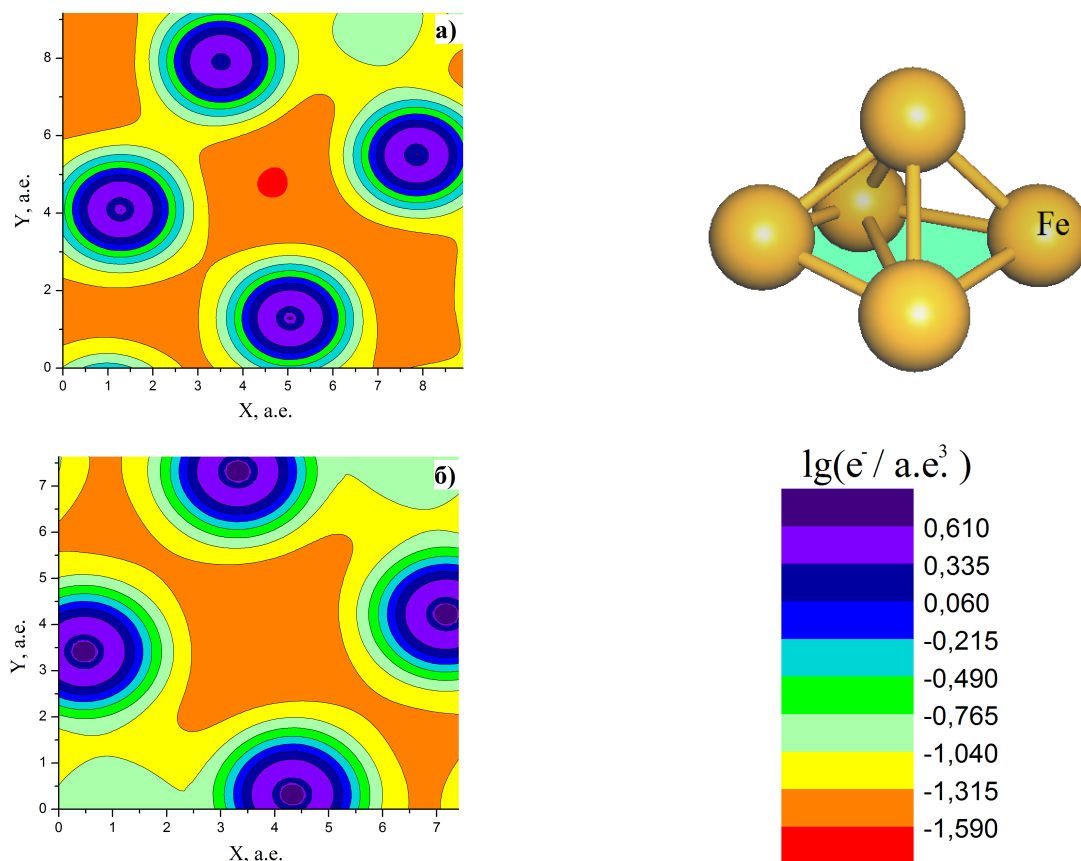 а)
Y, a.e.
8
6
4
2
0
0 1 2 3 4 5 6 7 8
X, a.e.
Fe
б)
Y, a.e.
7
6
5
4
3
2
1
0
0 1 2 3 4 5 6 7
X, a.e.
lg(e⁻/ a.e.³)
0,610
0,335
0,060
-0,215
-0,490
-0,765
-1,040
-1,315
-1,590